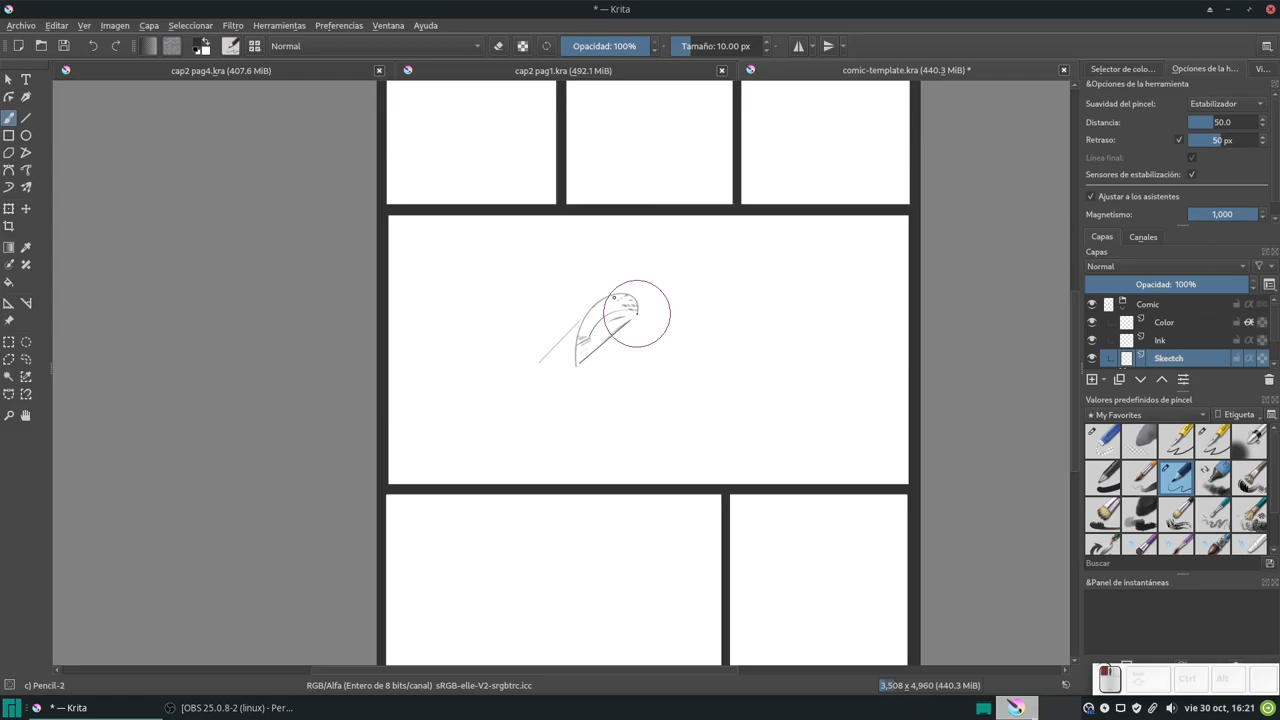 * — Krita
Archivo Editar Ver Imagen Capa Seleccionar Filtro Herramientas Preferencias Ventana Ayuda
Normal Opacidad: 100% Tamaño: 10.00 px
cap2 pag4.kra (407.6 MiB) cap2 pag1.kra (492.1 MiB) comic-template.kra (440.3 MiB) *
Selector de colo... Opciones de la h... Vi...
&Opciones de la herramienta
Suavidad del pincel: Estabilizador
Distancia: 50.0
Retraso: 50 px
Línea final:
Sensores de estabilización:
Ajustar a los asistentes
Magnetismo: 1,000
Capas Canales
Capas
Normal
Opacidad: 100%
Comic
Color
Ink
Skectch
Valores predefinidos de pincel
★ My Favorites Etiqueta
Buscar
&Panel de instantáneas
Ctrl Alt
c) Pencil-2 RGB/Alfa (Entero de 8 bits/canal) sRGB-elle-V2-srgbtrc.icc 3,508 x 4,960 (440.3 MiB)
* — Krita [OBS 25.0.8-2 (linux) - Per... vie 30 oct, 16:21